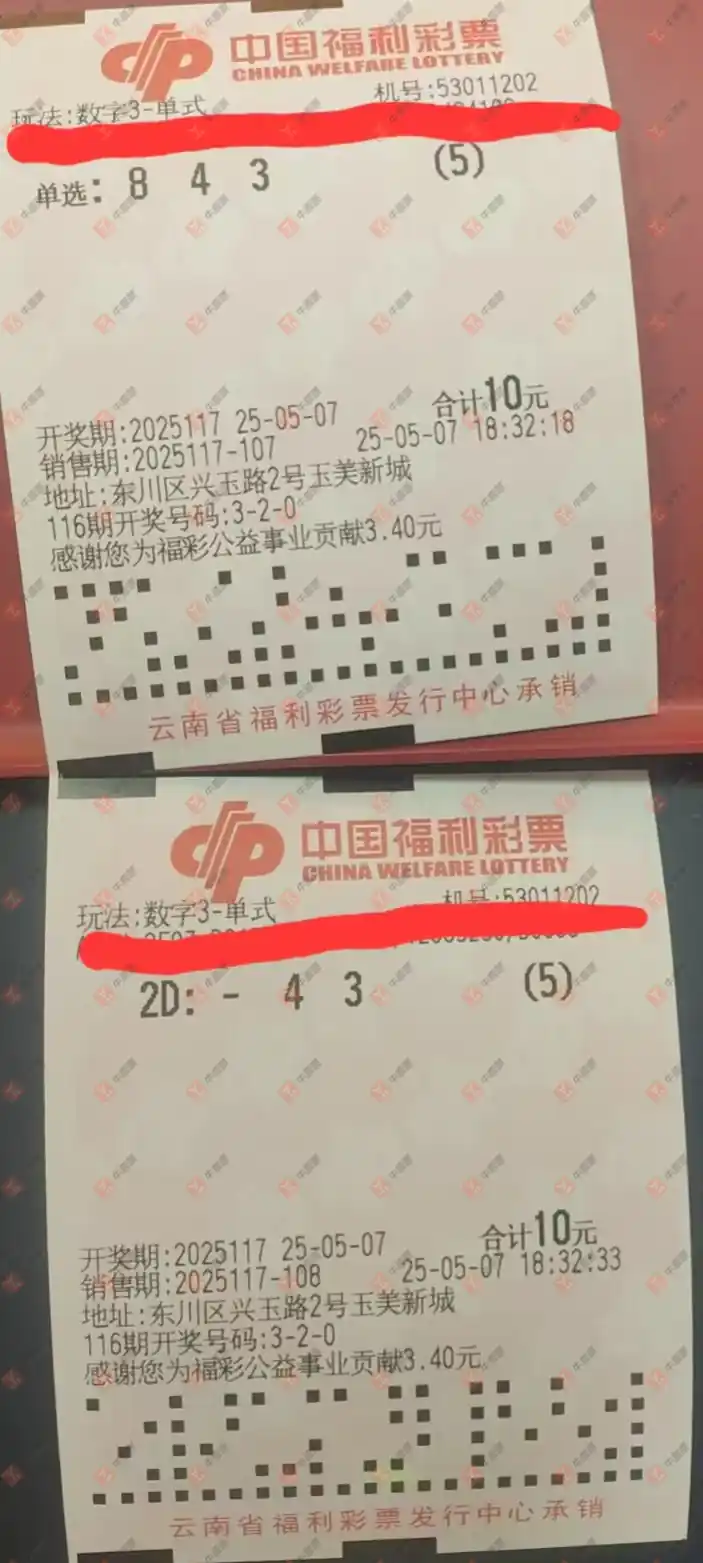 中国福利彩票
CHINA WELFARE LOTTERY
玩法:数字3-单式 机号:53011202
单选: 8 4 3 (5)
合计10元
开奖期:2025117 25-05-07
销售期:2025117-107 25-05-07 18:32:18
地址:东川区兴玉路2号玉美新城
116期开奖号码:3-2-0
感谢您为福彩公益事业贡献3.40元
云南省福利彩票发行中心承销
中国福利彩票
CHINA WELFARE LOTTERY
玩法:数字3-单式 机号:53011202
2D: - 4 3 (5)
合计10元
开奖期:2025117 25-05-07
销售期:2025117-108 25-05-07 18:32:33
地址:东川区兴玉路2号玉美新城
116期开奖号码:3-2-0
感谢您为福彩公益事业贡献3.40元
云南省福利彩票发行中心承销